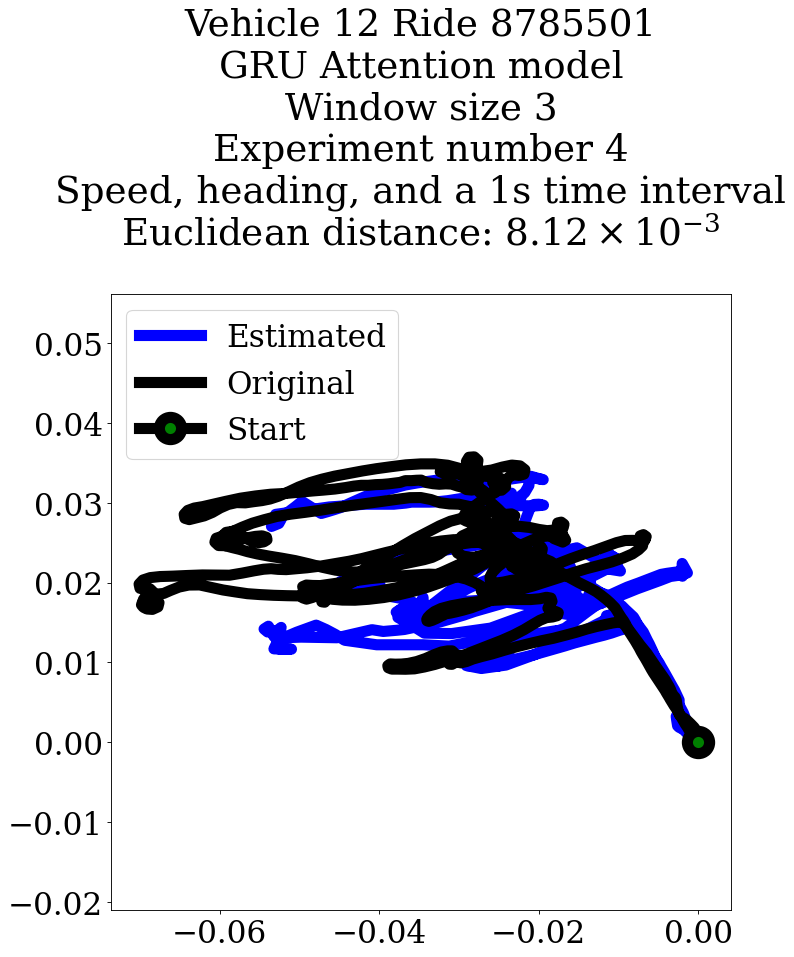 Vehicle 12 Ride 8785501
GRU Attention model
Window size 3
Experiment number 4
Speed, heading, and a 1s time interval
Euclidean distance: 8.12 × 10⁻³
Estimated
Original
Start
0.05
0.04
0.03
0.02
0.01
0.00
−0.01
−0.02
−0.06 −0.04 −0.02 0.00